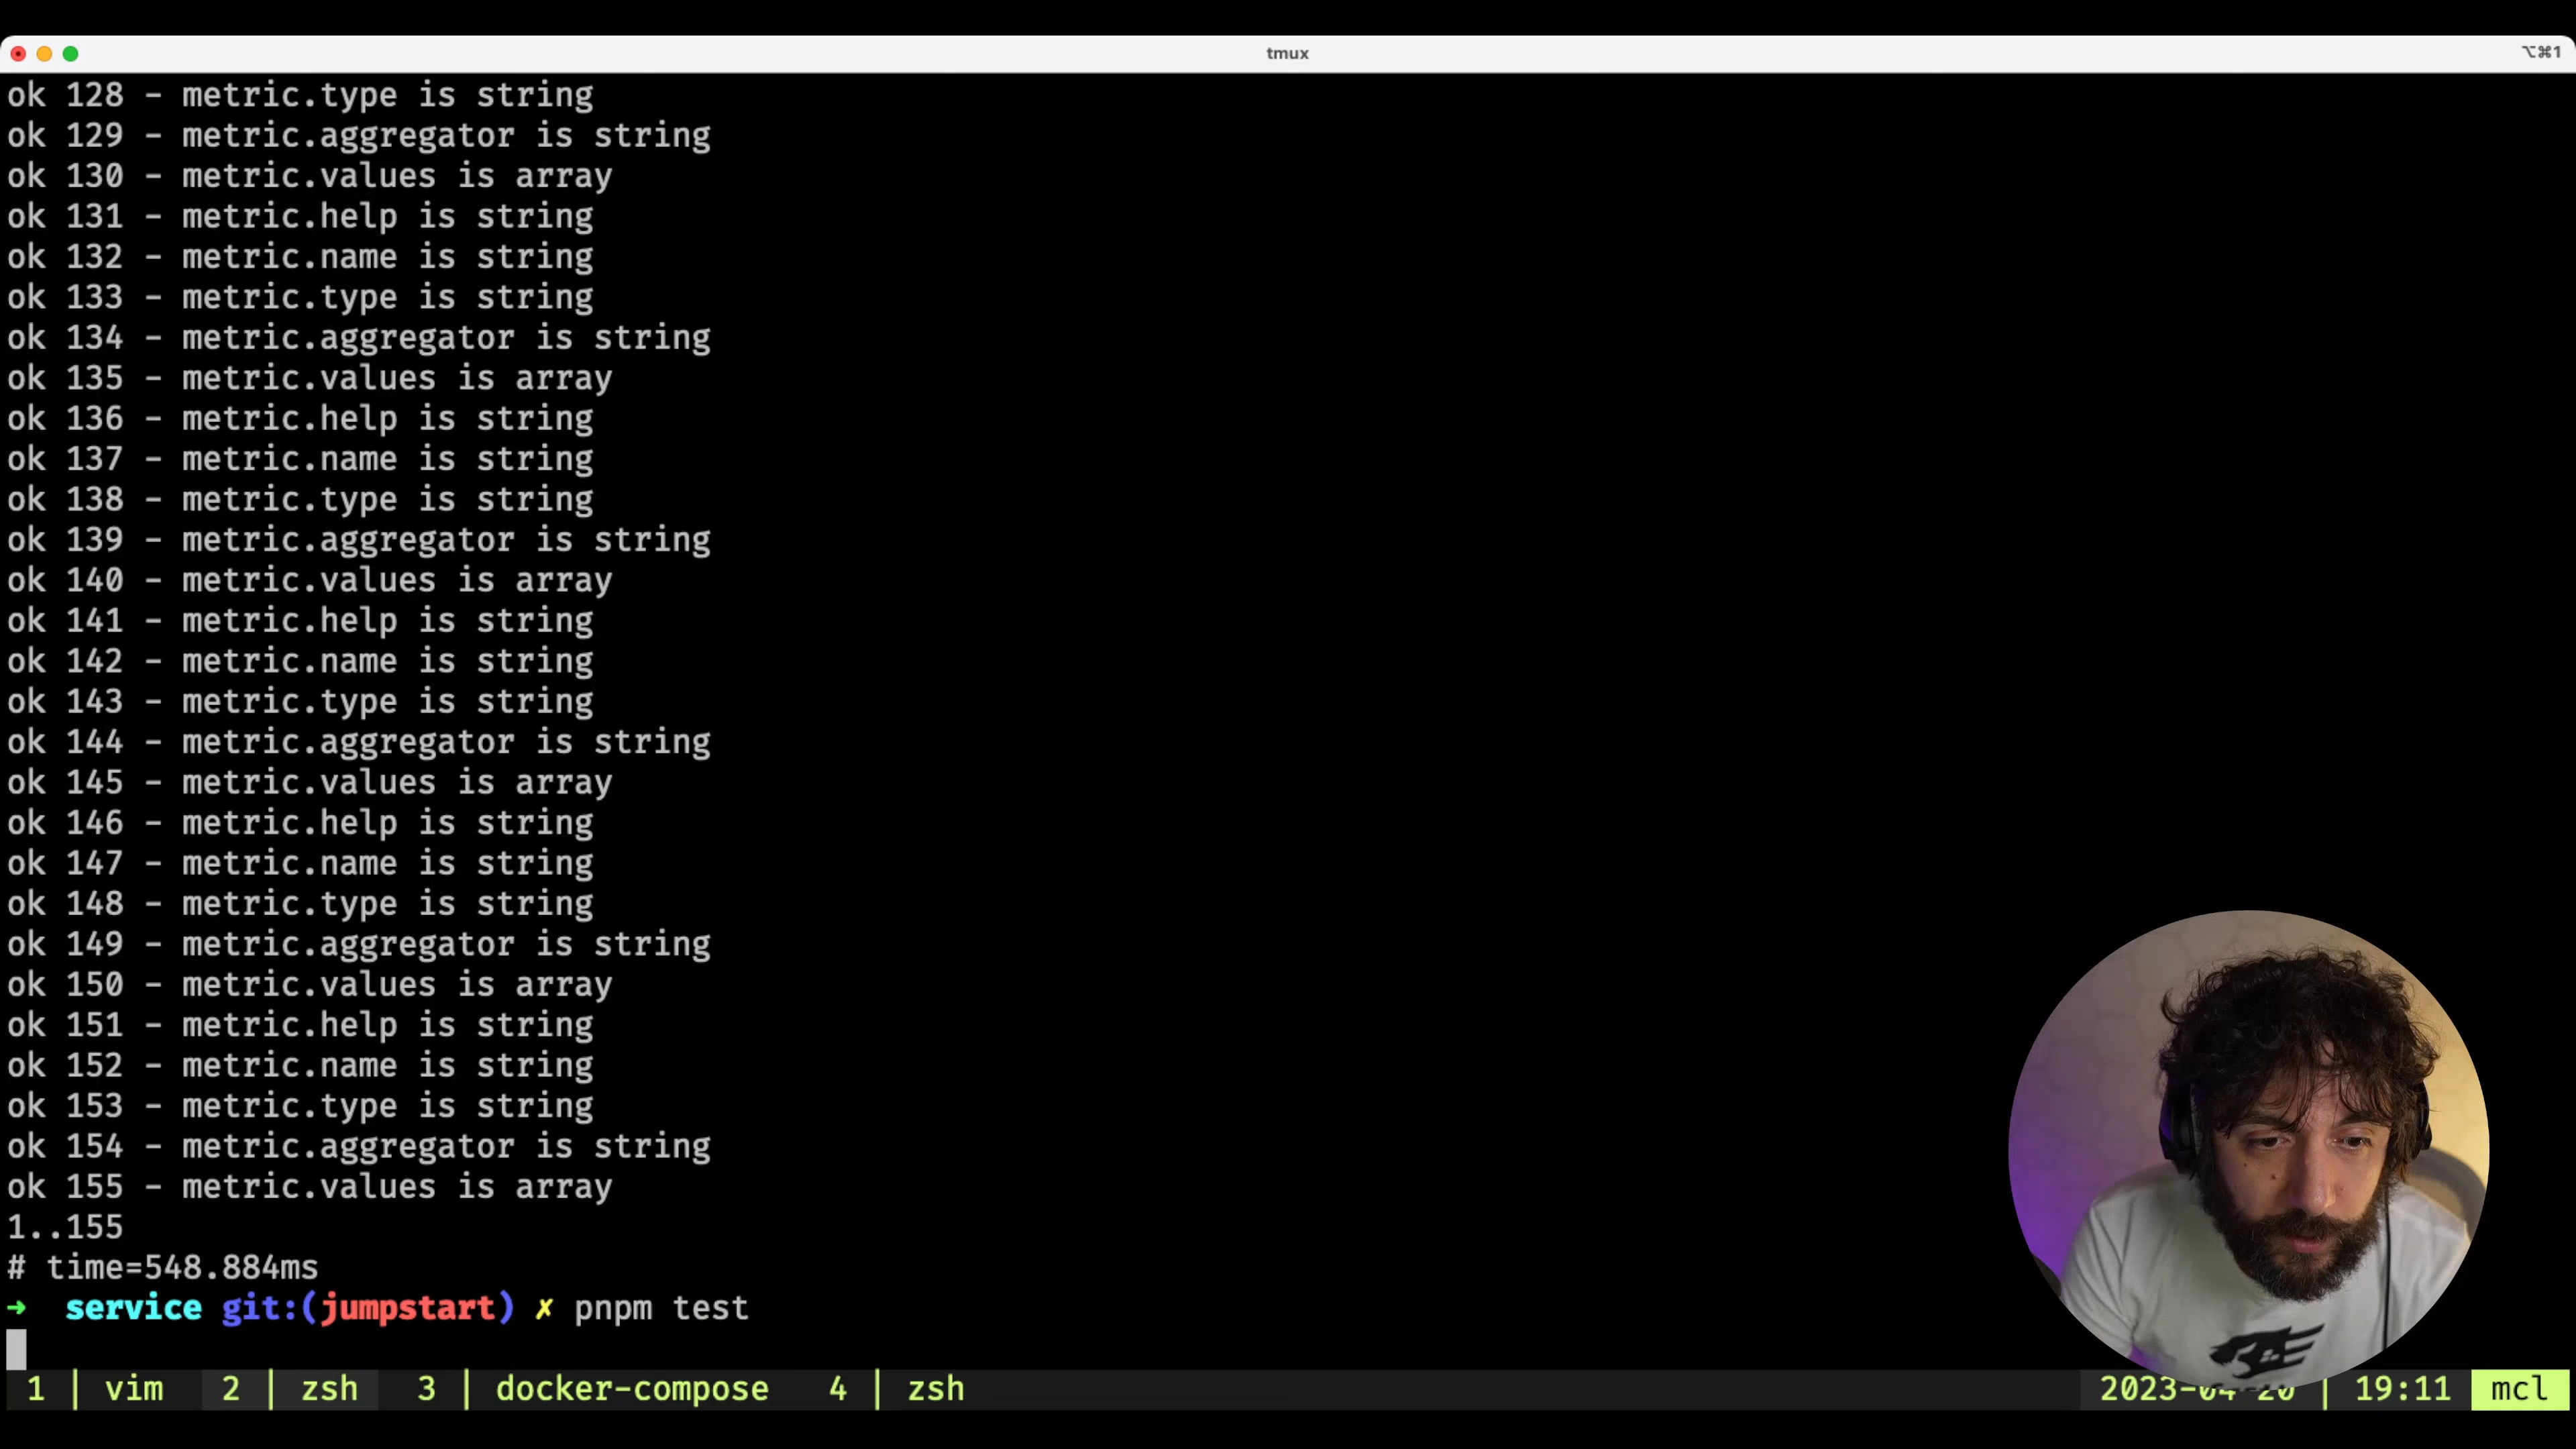 tmux
⌥⌘1
ok 128 - metric.type is string
ok 129 - metric.aggregator is string
ok 130 - metric.values is array
ok 131 - metric.help is string
ok 132 - metric.name is string
ok 133 - metric.type is string
ok 134 - metric.aggregator is string
ok 135 - metric.values is array
ok 136 - metric.help is string
ok 137 - metric.name is string
ok 138 - metric.type is string
ok 139 - metric.aggregator is string
ok 140 - metric.values is array
ok 141 - metric.help is string
ok 142 - metric.name is string
ok 143 - metric.type is string
ok 144 - metric.aggregator is string
ok 145 - metric.values is array
ok 146 - metric.help is string
ok 147 - metric.name is string
ok 148 - metric.type is string
ok 149 - metric.aggregator is string
ok 150 - metric.values is array
ok 151 - metric.help is string
ok 152 - metric.name is string
ok 153 - metric.type is string
ok 154 - metric.aggregator is string
ok 155 - metric.values is array
1..155
# time=548.884ms
➜ service git:(jumpstart) ✗ pnpm test
1 | vim 2 | zsh 3 | docker-compose 4 | zsh 2023-04-20 | 19:11 mcl